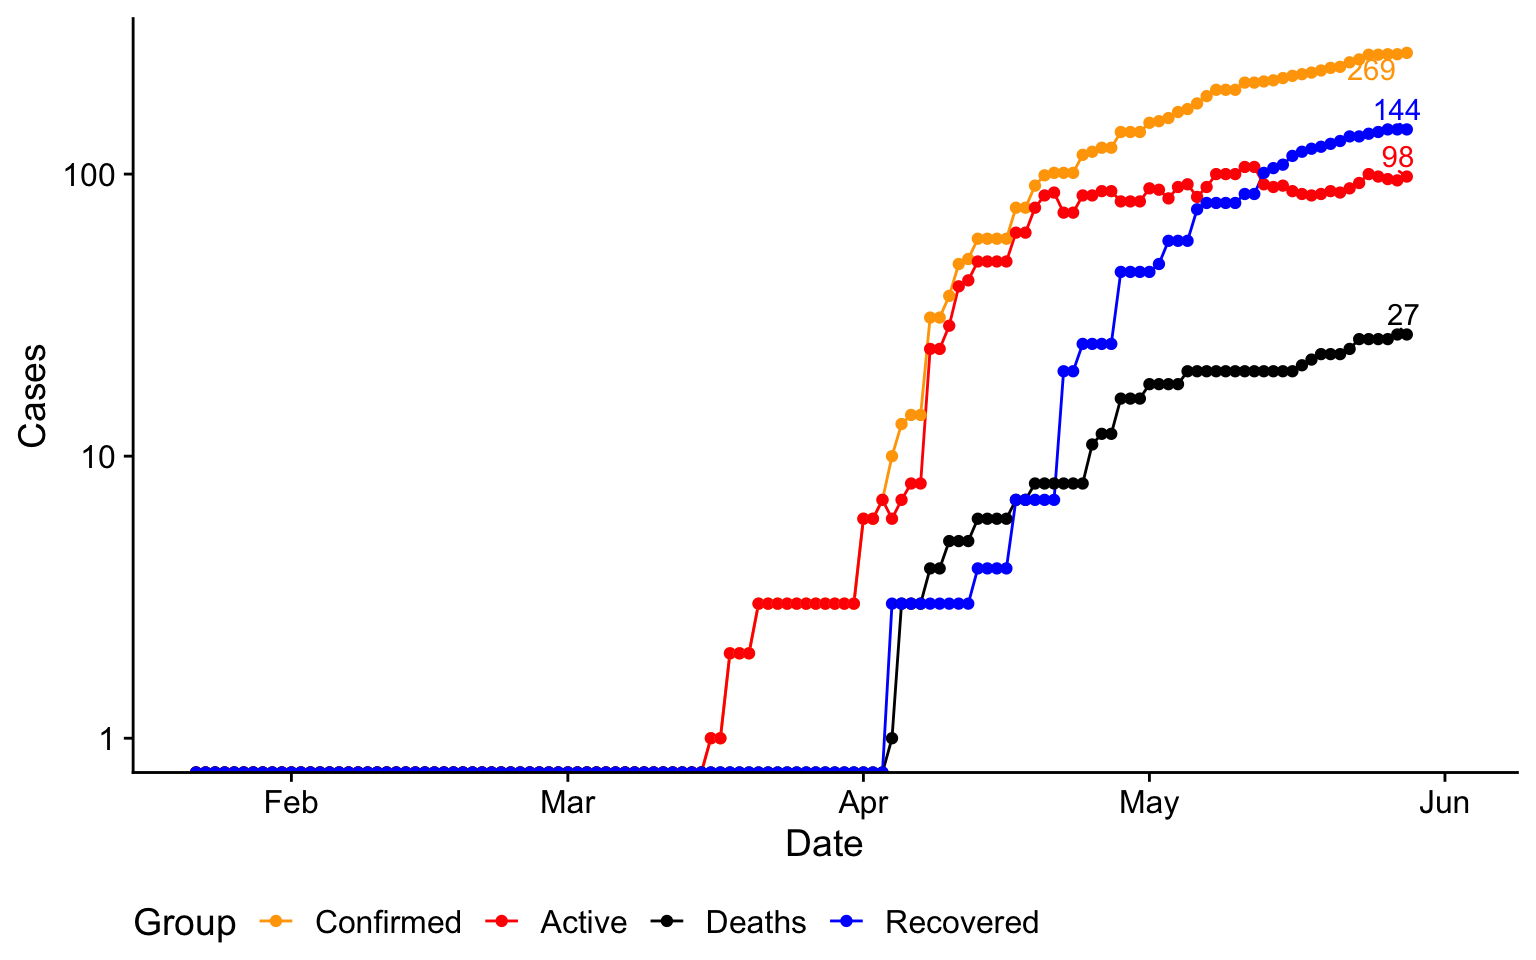 269
144
98
27
100
10
1
Cases
Feb Mar Apr May Jun
Date
Group Confirmed Active Deaths Recovered